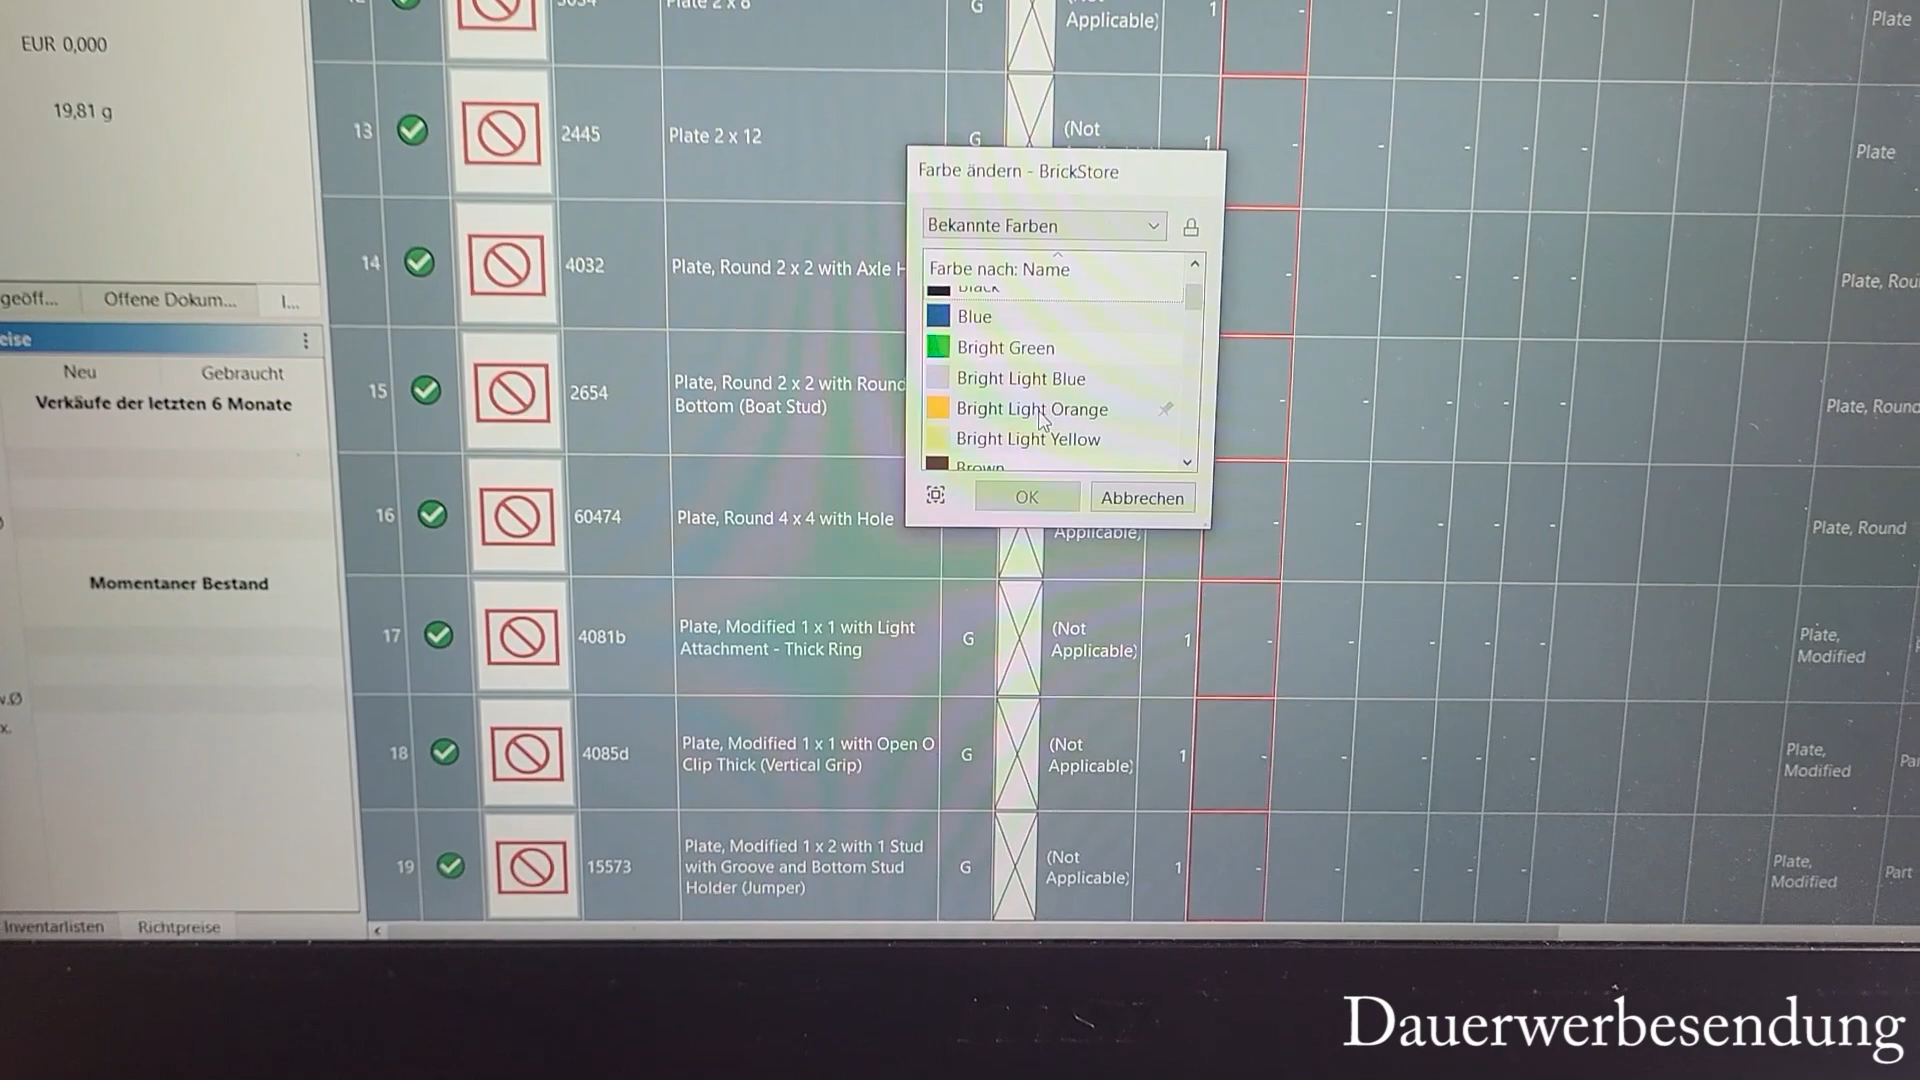 EUR 0,000
19,81 g
geöff...
Offene Dokum...
I...
eise
Neu
Gebraucht
Verkäufe der letzten 6 Monate
Momentaner Bestand
Inventarlisten
Richtpreise
Plate 2 x 8
G
Applicable)
1
Plate
13
2445
Plate 2 x 12
G
(Not
1
Plate
14
4032
Plate, Round 2 x 2 with Axle H
Plate, Rou
15
2654
Plate, Round 2 x 2 with Round
Bottom (Boat Stud)
Plate, Round
16
60474
Plate, Round 4 x 4 with Hole
Applicable)
Plate, Round
17
4081b
Plate, Modified 1 x 1 with Light
Attachment - Thick Ring
G
(Not
Applicable)
1
Plate,
Modified
18
4085d
Plate, Modified 1 x 1 with Open O
Clip Thick (Vertical Grip)
G
(Not
Applicable)
1
Plate,
Modified
Par
19
15573
Plate, Modified 1 x 2 with 1 Stud
with Groove and Bottom Stud
Holder (Jumper)
G
(Not
Applicable)
1
Plate,
Modified
Part
Farbe ändern - BrickStore
Bekannte Farben
Farbe nach: Name
Black
Blue
Bright Green
Bright Light Blue
Bright Light Orange
Bright Light Yellow
Brown
OK
Abbrechen
Dauerwerbesendung